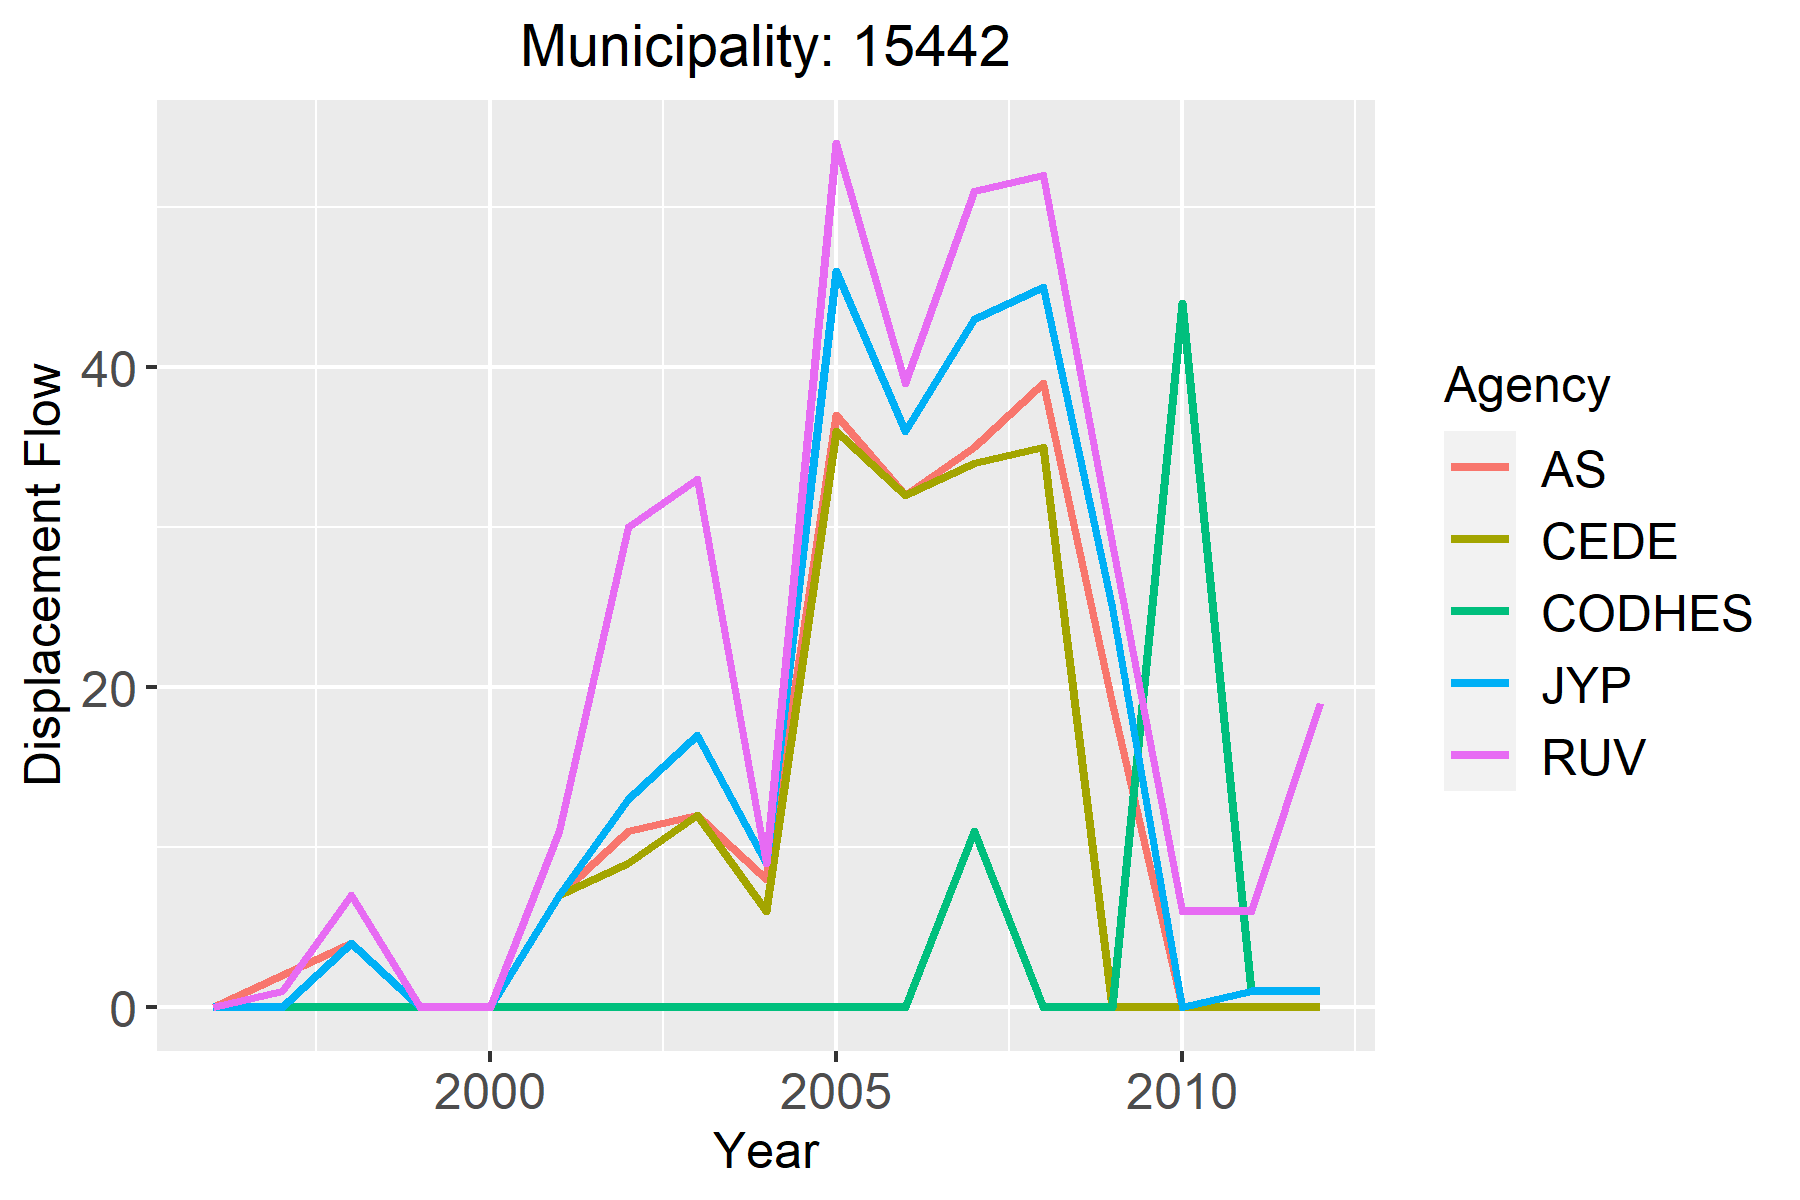 Municipality: 15442
Displacement Flow
40
20
0
2000
2005
2010
Year
Agency
AS
CEDE
CODHES
JYP
RUV